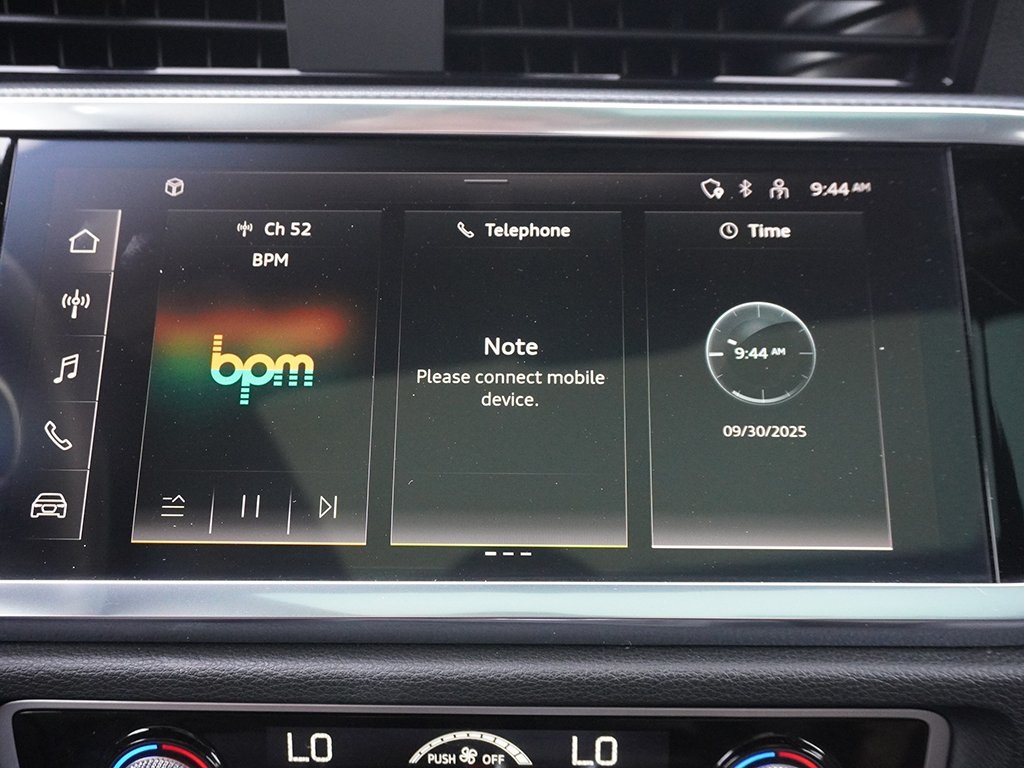 9:44 AM
Ch 52
BPM
bpm
Telephone
Note
Please connect mobile
device.
Time
9:44 AM
09/30/2025
LO
PUSH OFF
LO